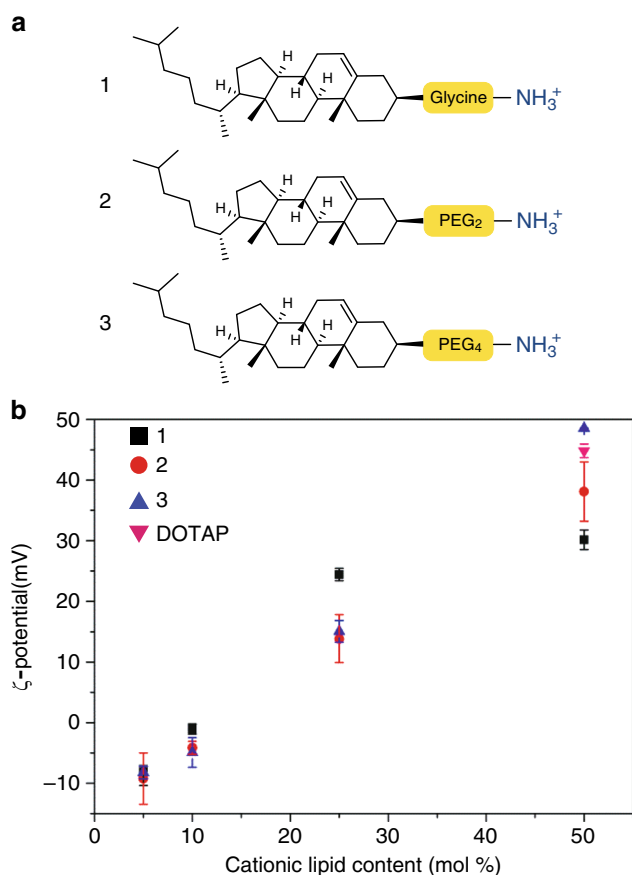 a
1
H
H
H
H
Glycine
NH₃⁺
2
H
H
H
H
PEG₂
NH₃⁺
3
H
H
H
H
PEG₄
NH₃⁺
b
50
40
30
20
10
0
−10
ζ-potential(mV)
1
2
3
DOTAP
0 10 20 30 40 50
Cationic lipid content (mol %)